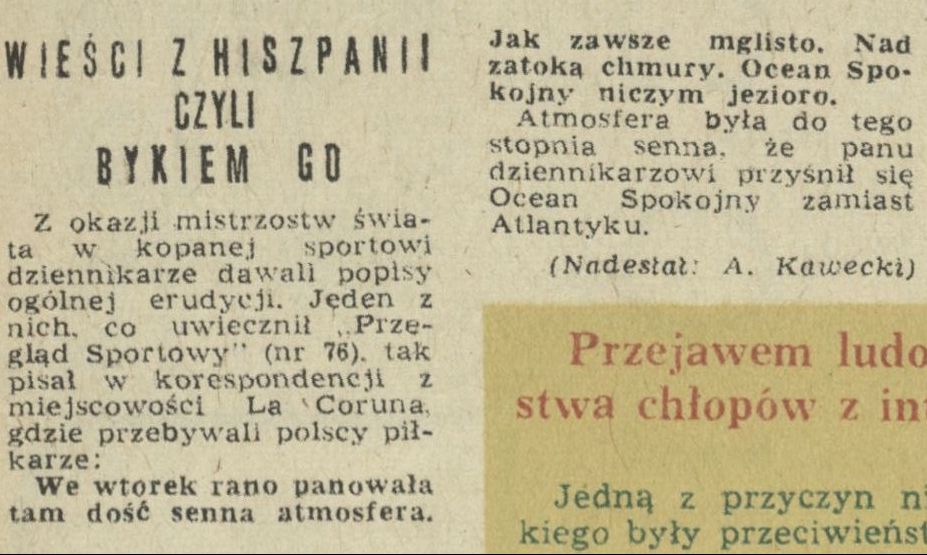 WIEŚCI Z HISZPANII
CZYLI
BYKIEM GO
Z okazji mistrzostw świa-
ta w kopanej sportowi
dziennikarze dawali popisy
ogólnej erudycji. Jeden z
nich, co uwiecznił „Prze-
gląd Sportowy" (nr 76), tak
pisał w korespondencji z
miejscowości La Coruna,
gdzie przebywali polscy pił-
karze:
We wtorek rano panowała
tam dość senna atmosfera.
Jak zawsze mglisto. Nad
zatoką chmury. Ocean Spo-
kojny niczym jezioro.
Atmosfera była do tego
stopnia senna, że panu
dziennikarzowi przyśnił się
Ocean Spokojny zamiast
Atlantyku.
(Nadesłał: A. Kawecki)
Przejawem ludo
stwa chłopów z int
Jedną z przyczyn ni
kiego były przeciwieńst